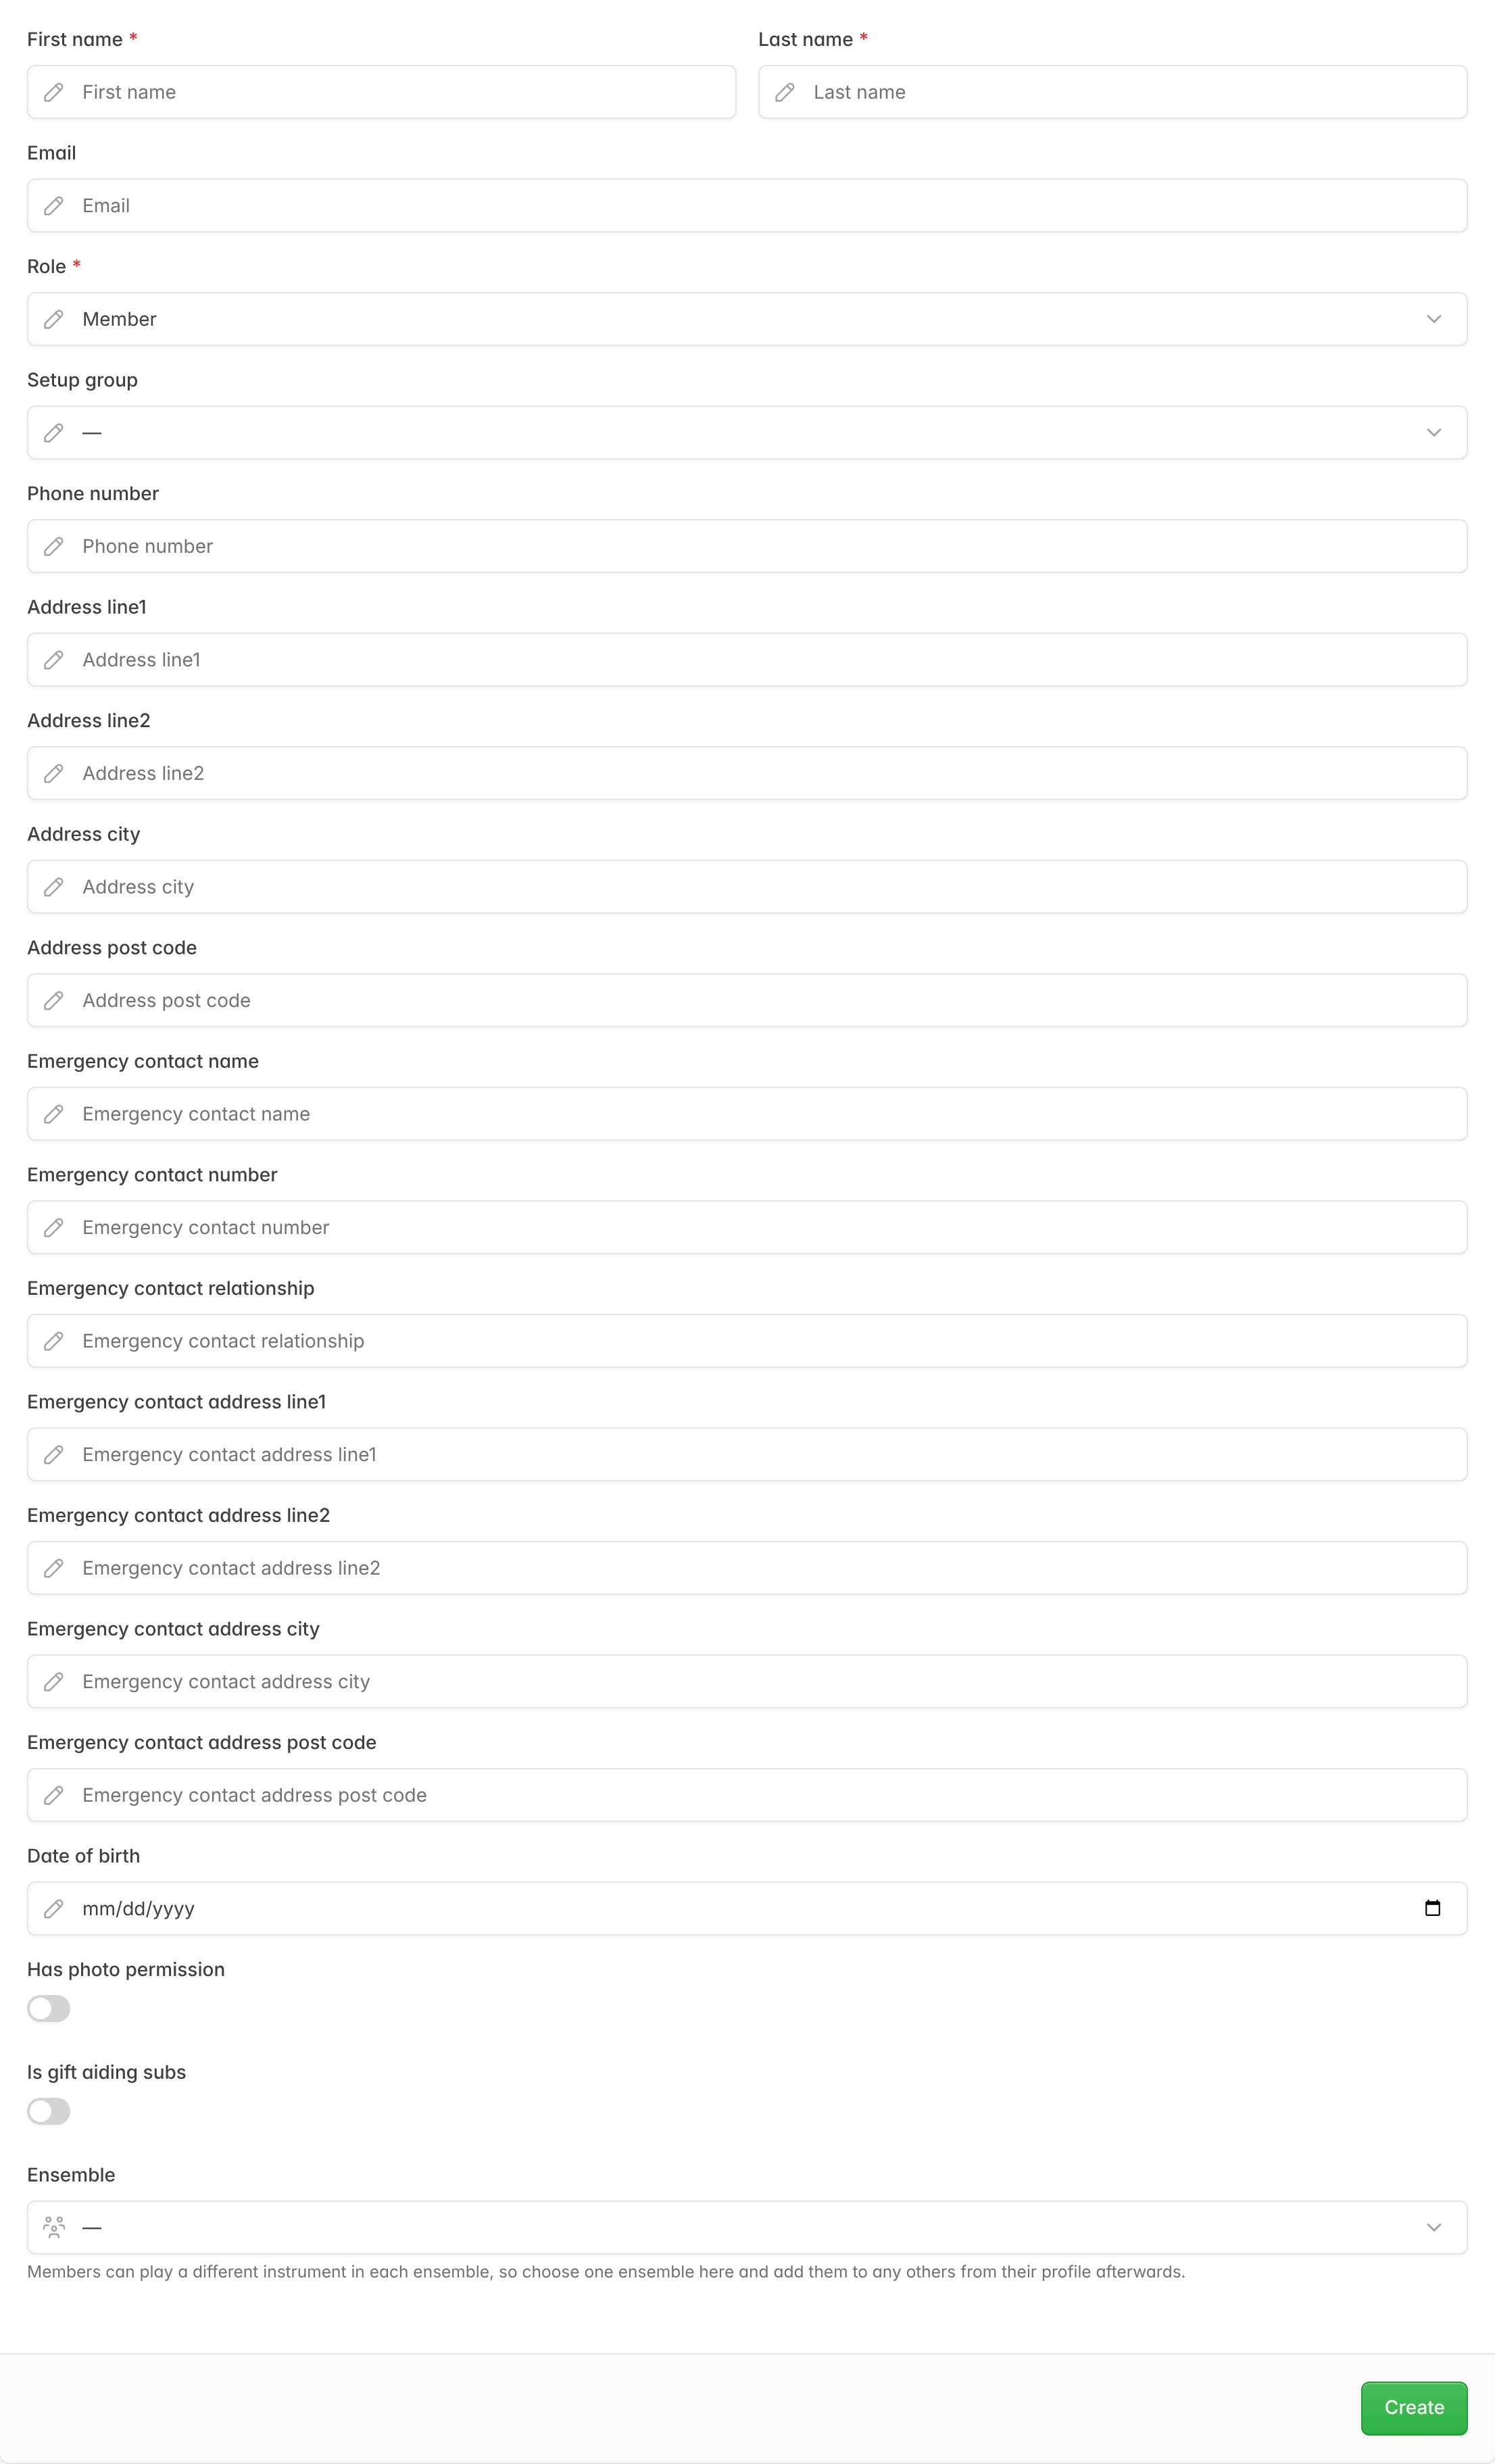 First name *
Last name *
First name
Last name
Email
Email
Role *
Member
Setup group
—
Phone number
Phone number
Address line1
Address line1
Address line2
Address line2
Address city
Address city
Address post code
Address post code
Emergency contact name
Emergency contact name
Emergency contact number
Emergency contact number
Emergency contact relationship
Emergency contact relationship
Emergency contact address line1
Emergency contact address line1
Emergency contact address line2
Emergency contact address line2
Emergency contact address city
Emergency contact address city
Emergency contact address post code
Emergency contact address post code
Date of birth
mm/dd/yyyy
Has photo permission
Is gift aiding subs
Ensemble
—
Members can play a different instrument in each ensemble, so choose one ensemble here and add them to any others from their profile afterwards.
Create